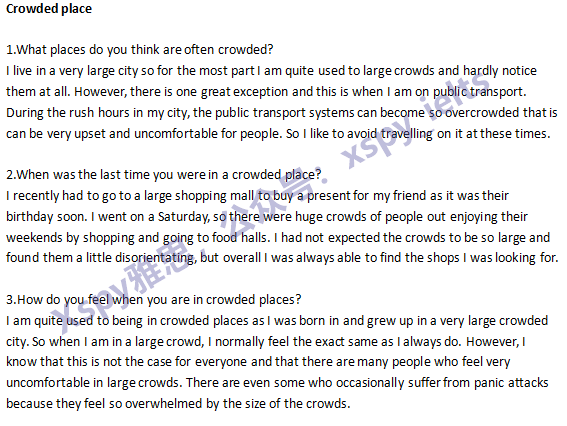 Crowded place
1.What places do you think are often crowded?
I live in a very large city so for the most part I am quite used to large crowds and hardly notice
them at all. However, there is one great exception and this is when I am on public transport.
During the rush hours in my city, the public transport systems can become so overcrowded that is
can be very upset and uncomfortable for people. So I like to avoid travelling on it at these times.
2.When was the last time you were in a crowded place?
I recently had to go to a large shopping mall to buy a present for my friend as it was their
birthday soon. I went on a Saturday, so there were huge crowds of people out enjoying their
weekends by shopping and going to food halls. I had not expected the crowds to be so large and
found them a little disorientating, but overall I was always able to find the shops I was looking for.
3.How do you feel when you are in crowded places?
I am quite used to being in crowded places as I was born in and grew up in a very large crowded
city. So when I am in a large crowd, I normally feel the exact same as I always do. However, I
know that this is not the case for everyone and that there are many people who feel very
uncomfortable in large crowds. There are even some who occasionally suffer from panic attacks
because they feel so overwhelmed by the size of the crowds.
Xspy雅思，公众号：xspy ielts